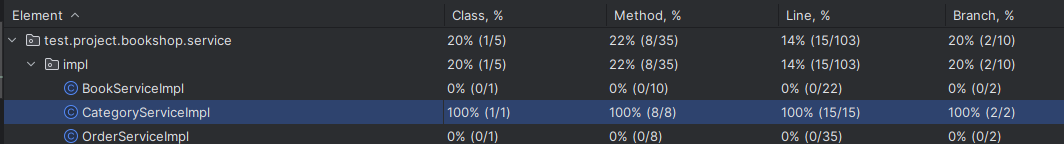 Element Class, % Method, % Line, % Branch, %
test.project.bookshop.service 20% (1/5) 22% (8/35) 14% (15/103) 20% (2/10)
impl 20% (1/5) 22% (8/35) 14% (15/103) 20% (2/10)
C BookServiceImpl 0% (0/1) 0% (0/10) 0% (0/22) 0% (0/2)
C CategoryServiceImpl 100% (1/1) 100% (8/8) 100% (15/15) 100% (2/2)
C OrderServiceImpl 0% (0/1) 0% (0/8) 0% (0/35) 0% (0/2)